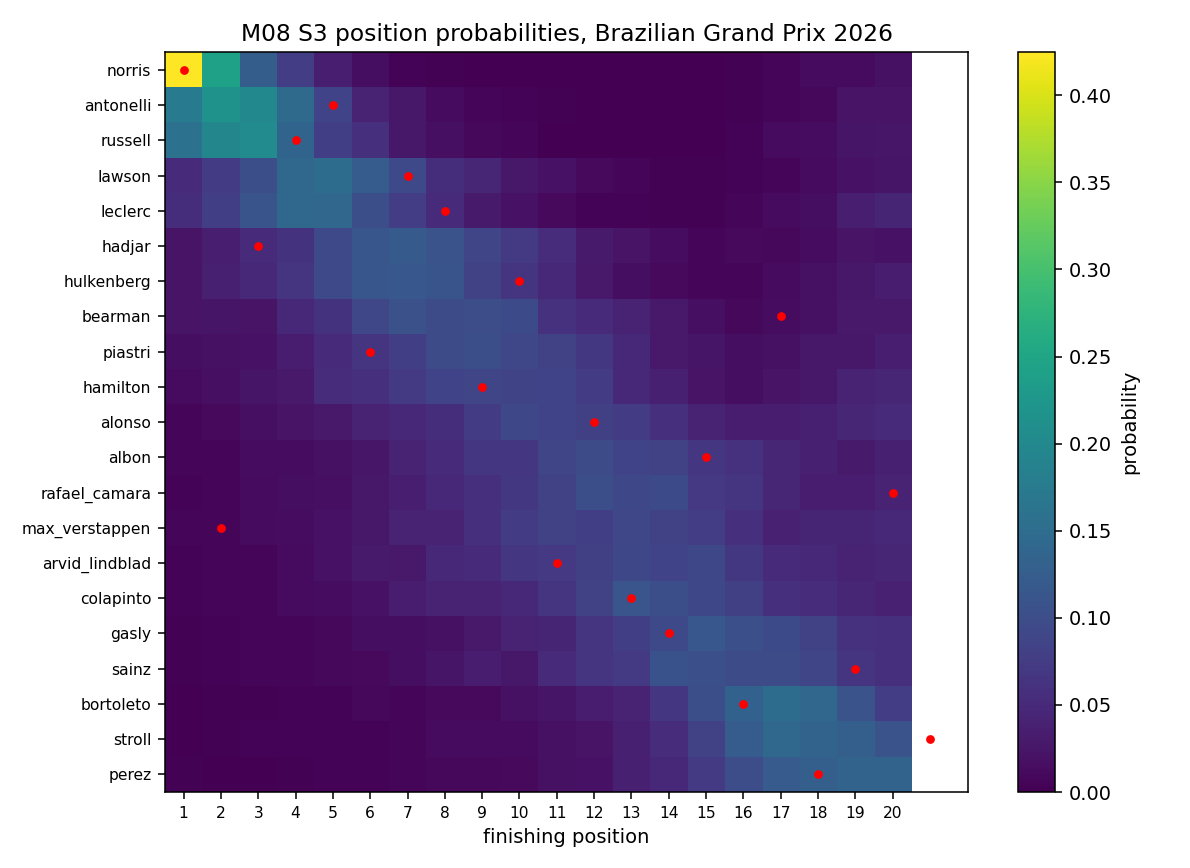 M08 S3 position probabilities, Brazilian Grand Prix 2026
norris
antonelli
russell
lawson
leclerc
hadjar
hulkenberg
bearman
piastri
hamilton
alonso
albon
rafael_camara
max_verstappen
arvid_lindblad
colapinto
gasly
sainz
bortoleto
stroll
perez
1 2 3 4 5 6 7 8 9 10 11 12 13 14 15 16 17 18 19 20
finishing position
0.40
0.35
0.30
0.25
0.20
0.15
0.10
0.05
0.00
probability